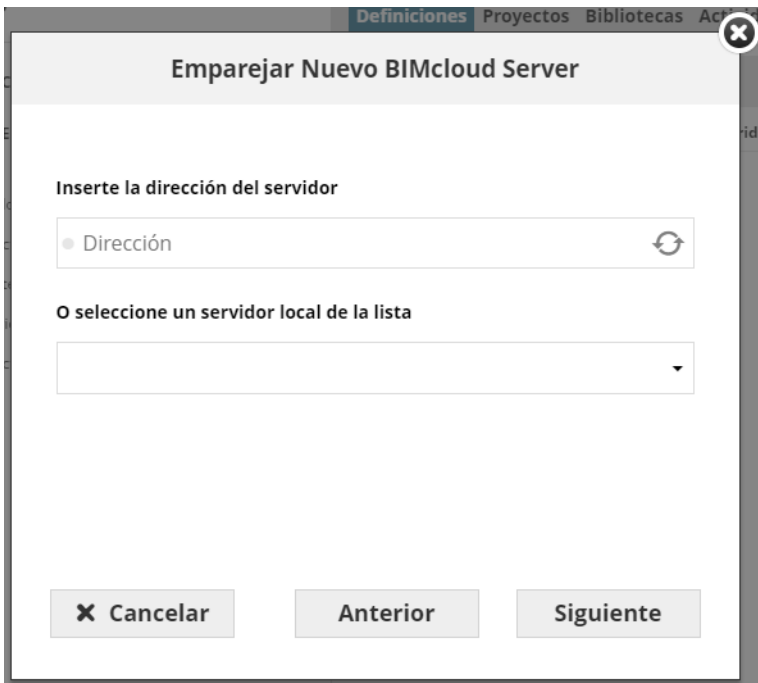 Definiciones Proyectos Bibliotecas
Emparejar Nuevo BIMcloud Server
Inserte la dirección del servidor
Dirección
O seleccione un servidor local de la lista
Cancelar Anterior Siguiente